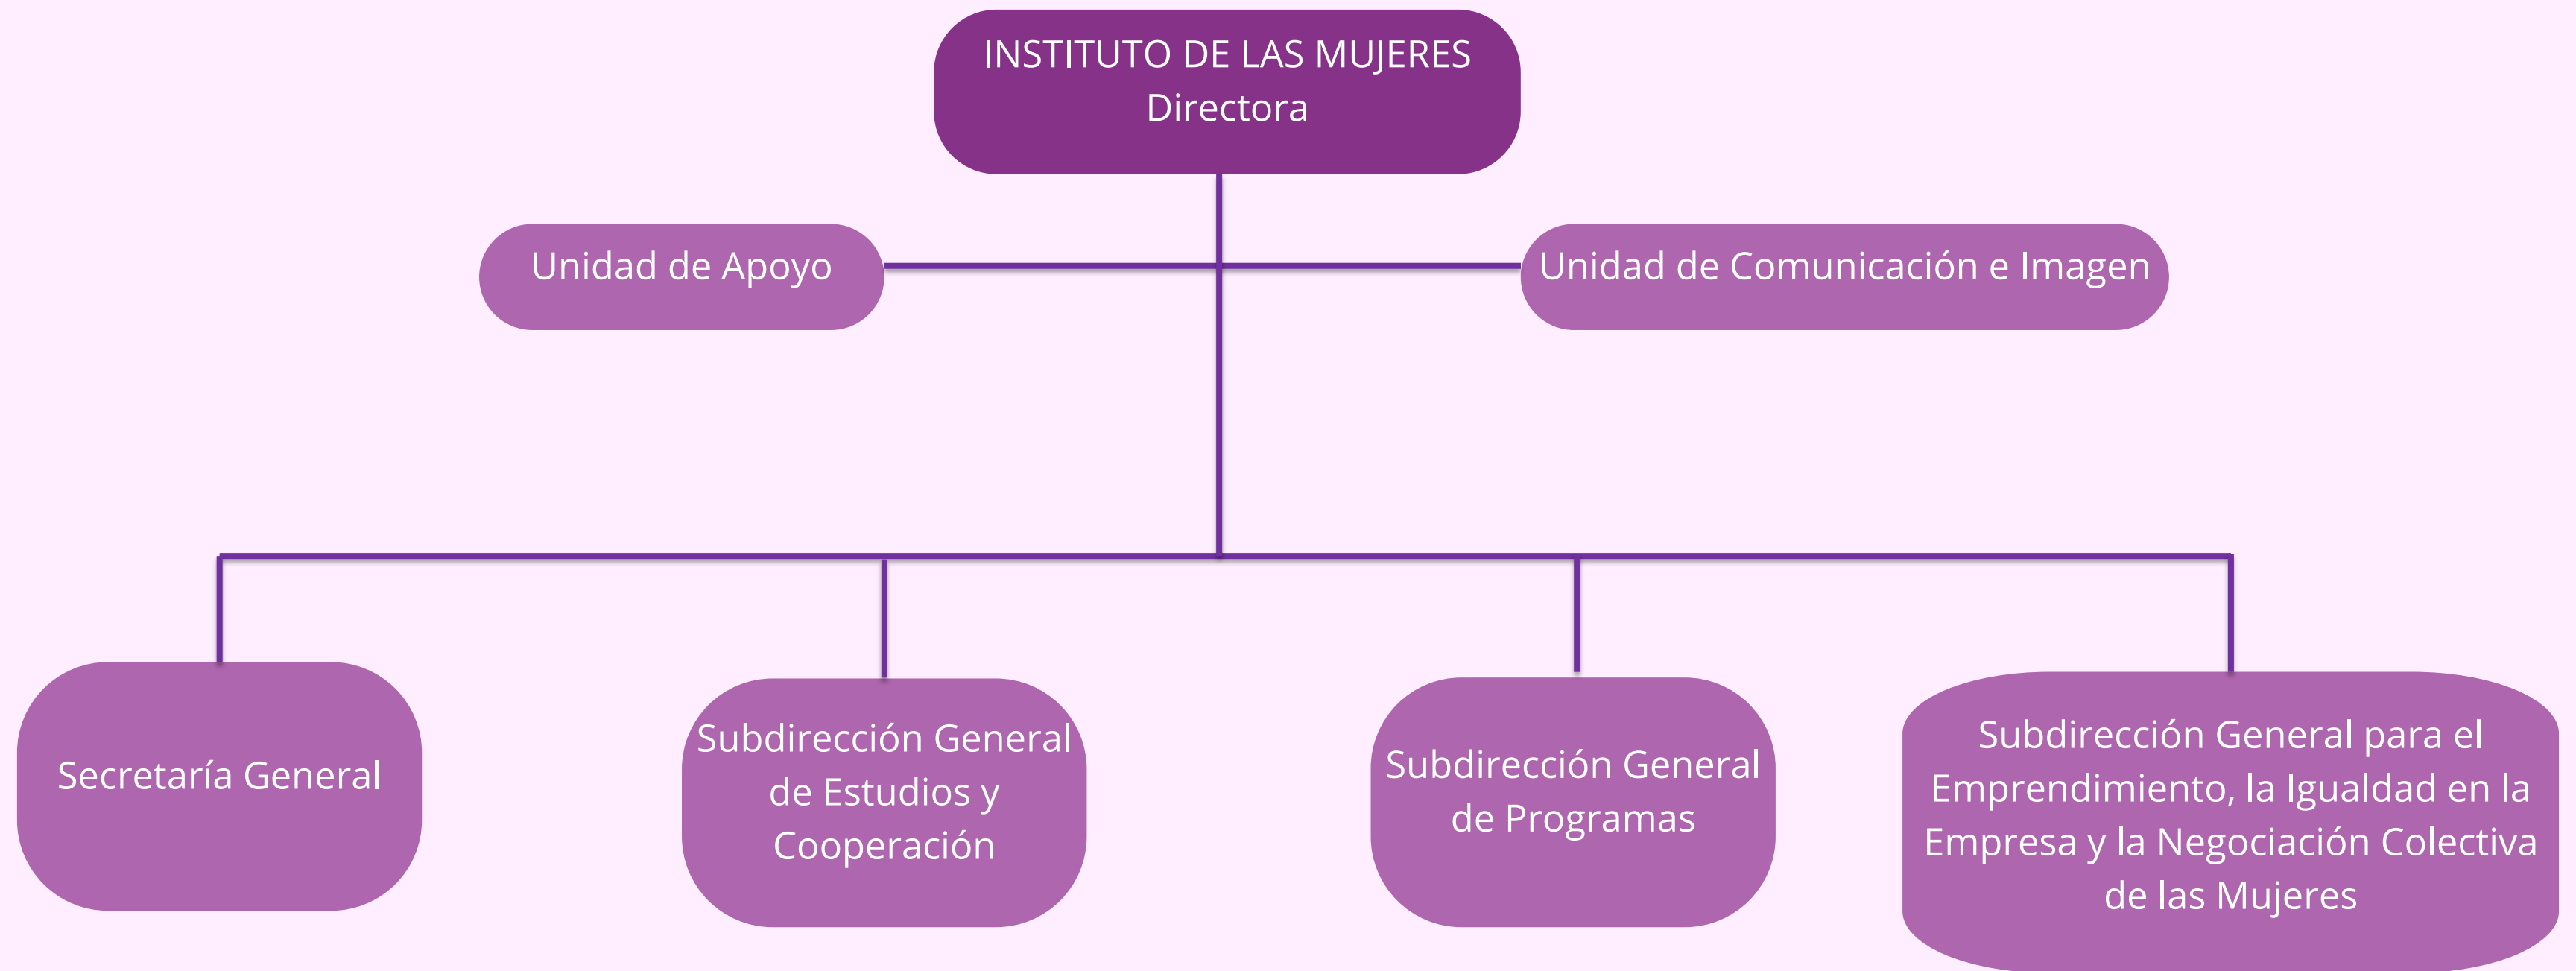 INSTITUTO DE LAS MUJERES
Directora
Unidad de Apoyo
Unidad de Comunicación e Imagen
Secretaría General
Subdirección General
de Estudios y
Cooperación
Subdirección General
de Programas
Subdirección General para el
Emprendimiento, la Igualdad en la
Empresa y la Negociación Colectiva
de las Mujeres